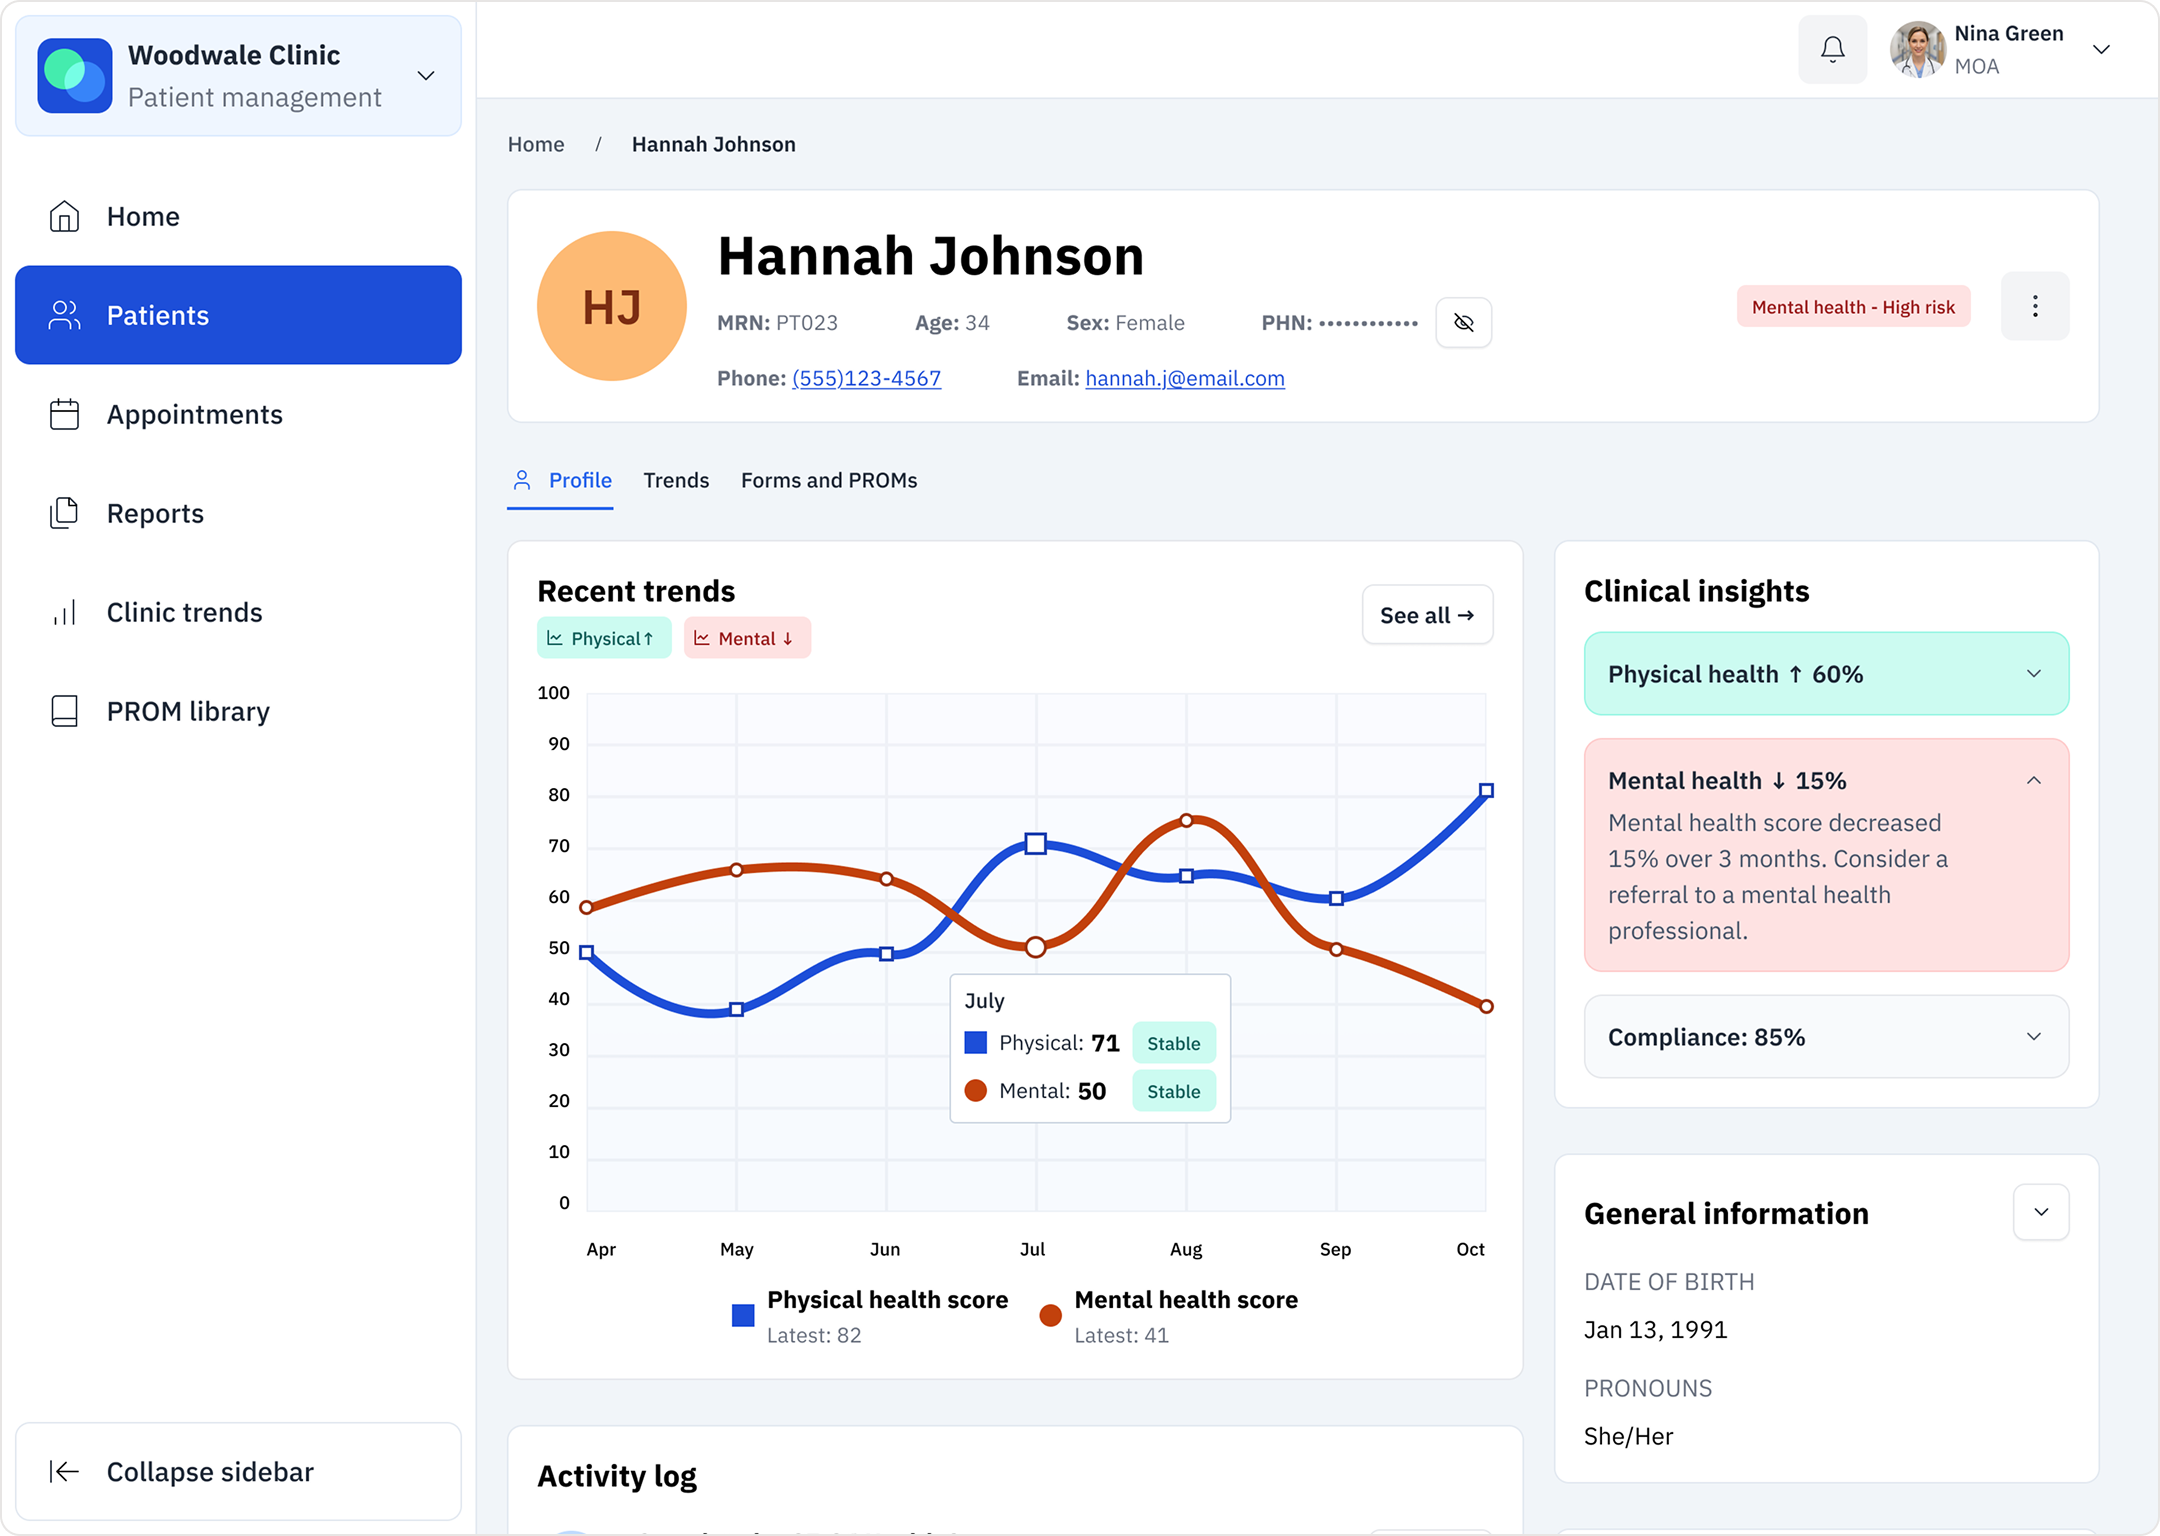 Woodwale Clinic
Patient management
Home
Patients
Appointments
Reports
Clinic trends
PROM library
Collapse sidebar
Nina Green
MOA
Home / Hannah Johnson
HJ
Hannah Johnson
MRN: PT023 Age: 34 Sex: Female PHN: ••••••••••••
Phone: (555)123-4567 Email: hannah.j@email.com
Mental health - High risk
Profile Trends Forms and PROMs
Recent trends
Physical↑ Mental ↓
See all →
100
90
80
70
60
50
40
30
20
10
0
July
Physical: 71 Stable
Mental: 50 Stable
Apr May Jun Jul Aug Sep Oct
Physical health score
Latest: 82
Mental health score
Latest: 41
Activity log
Clinical insights
Physical health ↑ 60%
Mental health ↓ 15%
Mental health score decreased
15% over 3 months. Consider a
referral to a mental health
professional.
Compliance: 85%
General information
DATE OF BIRTH
Jan 13, 1991
PRONOUNS
She/Her